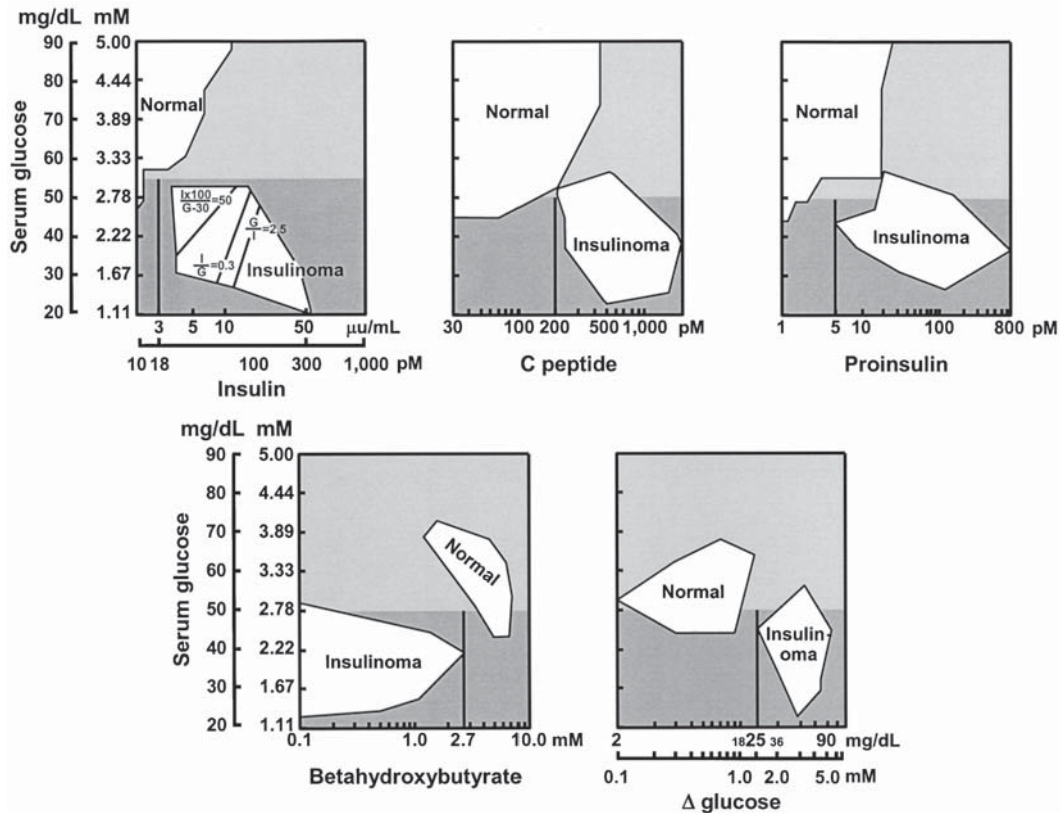 mg/dL mM
90 5.00
80 4.44
70 3.89
60 3.33
50 2.78
40 2.22
30 1.67
20 1.11
Serum glucose
Normal
Ix100
G-30 =50
G
I =2.5
I
G =0.3
Insulinoma
3 5 10 50 μu/mL
10 18 100 300 1,000 pM
Insulin
Normal
Insulinoma
30 100 200 500 1,000 pM
C peptide
Normal
Insulinoma
1 5 10 100 800 pM
Proinsulin
mg/dL mM
90 5.00
80 4.44
70 3.89
60 3.33
50 2.78
40 2.22
30 1.67
20 1.11
Serum glucose
Normal
Insulinoma
0.1 1.0 2.7 10.0 mM
Betahydroxybutyrate
Normal
Insulin-
oma
2 18 25 36 90 mg/dL
0.1 1.0 2.0 5.0 mM
Δ glucose